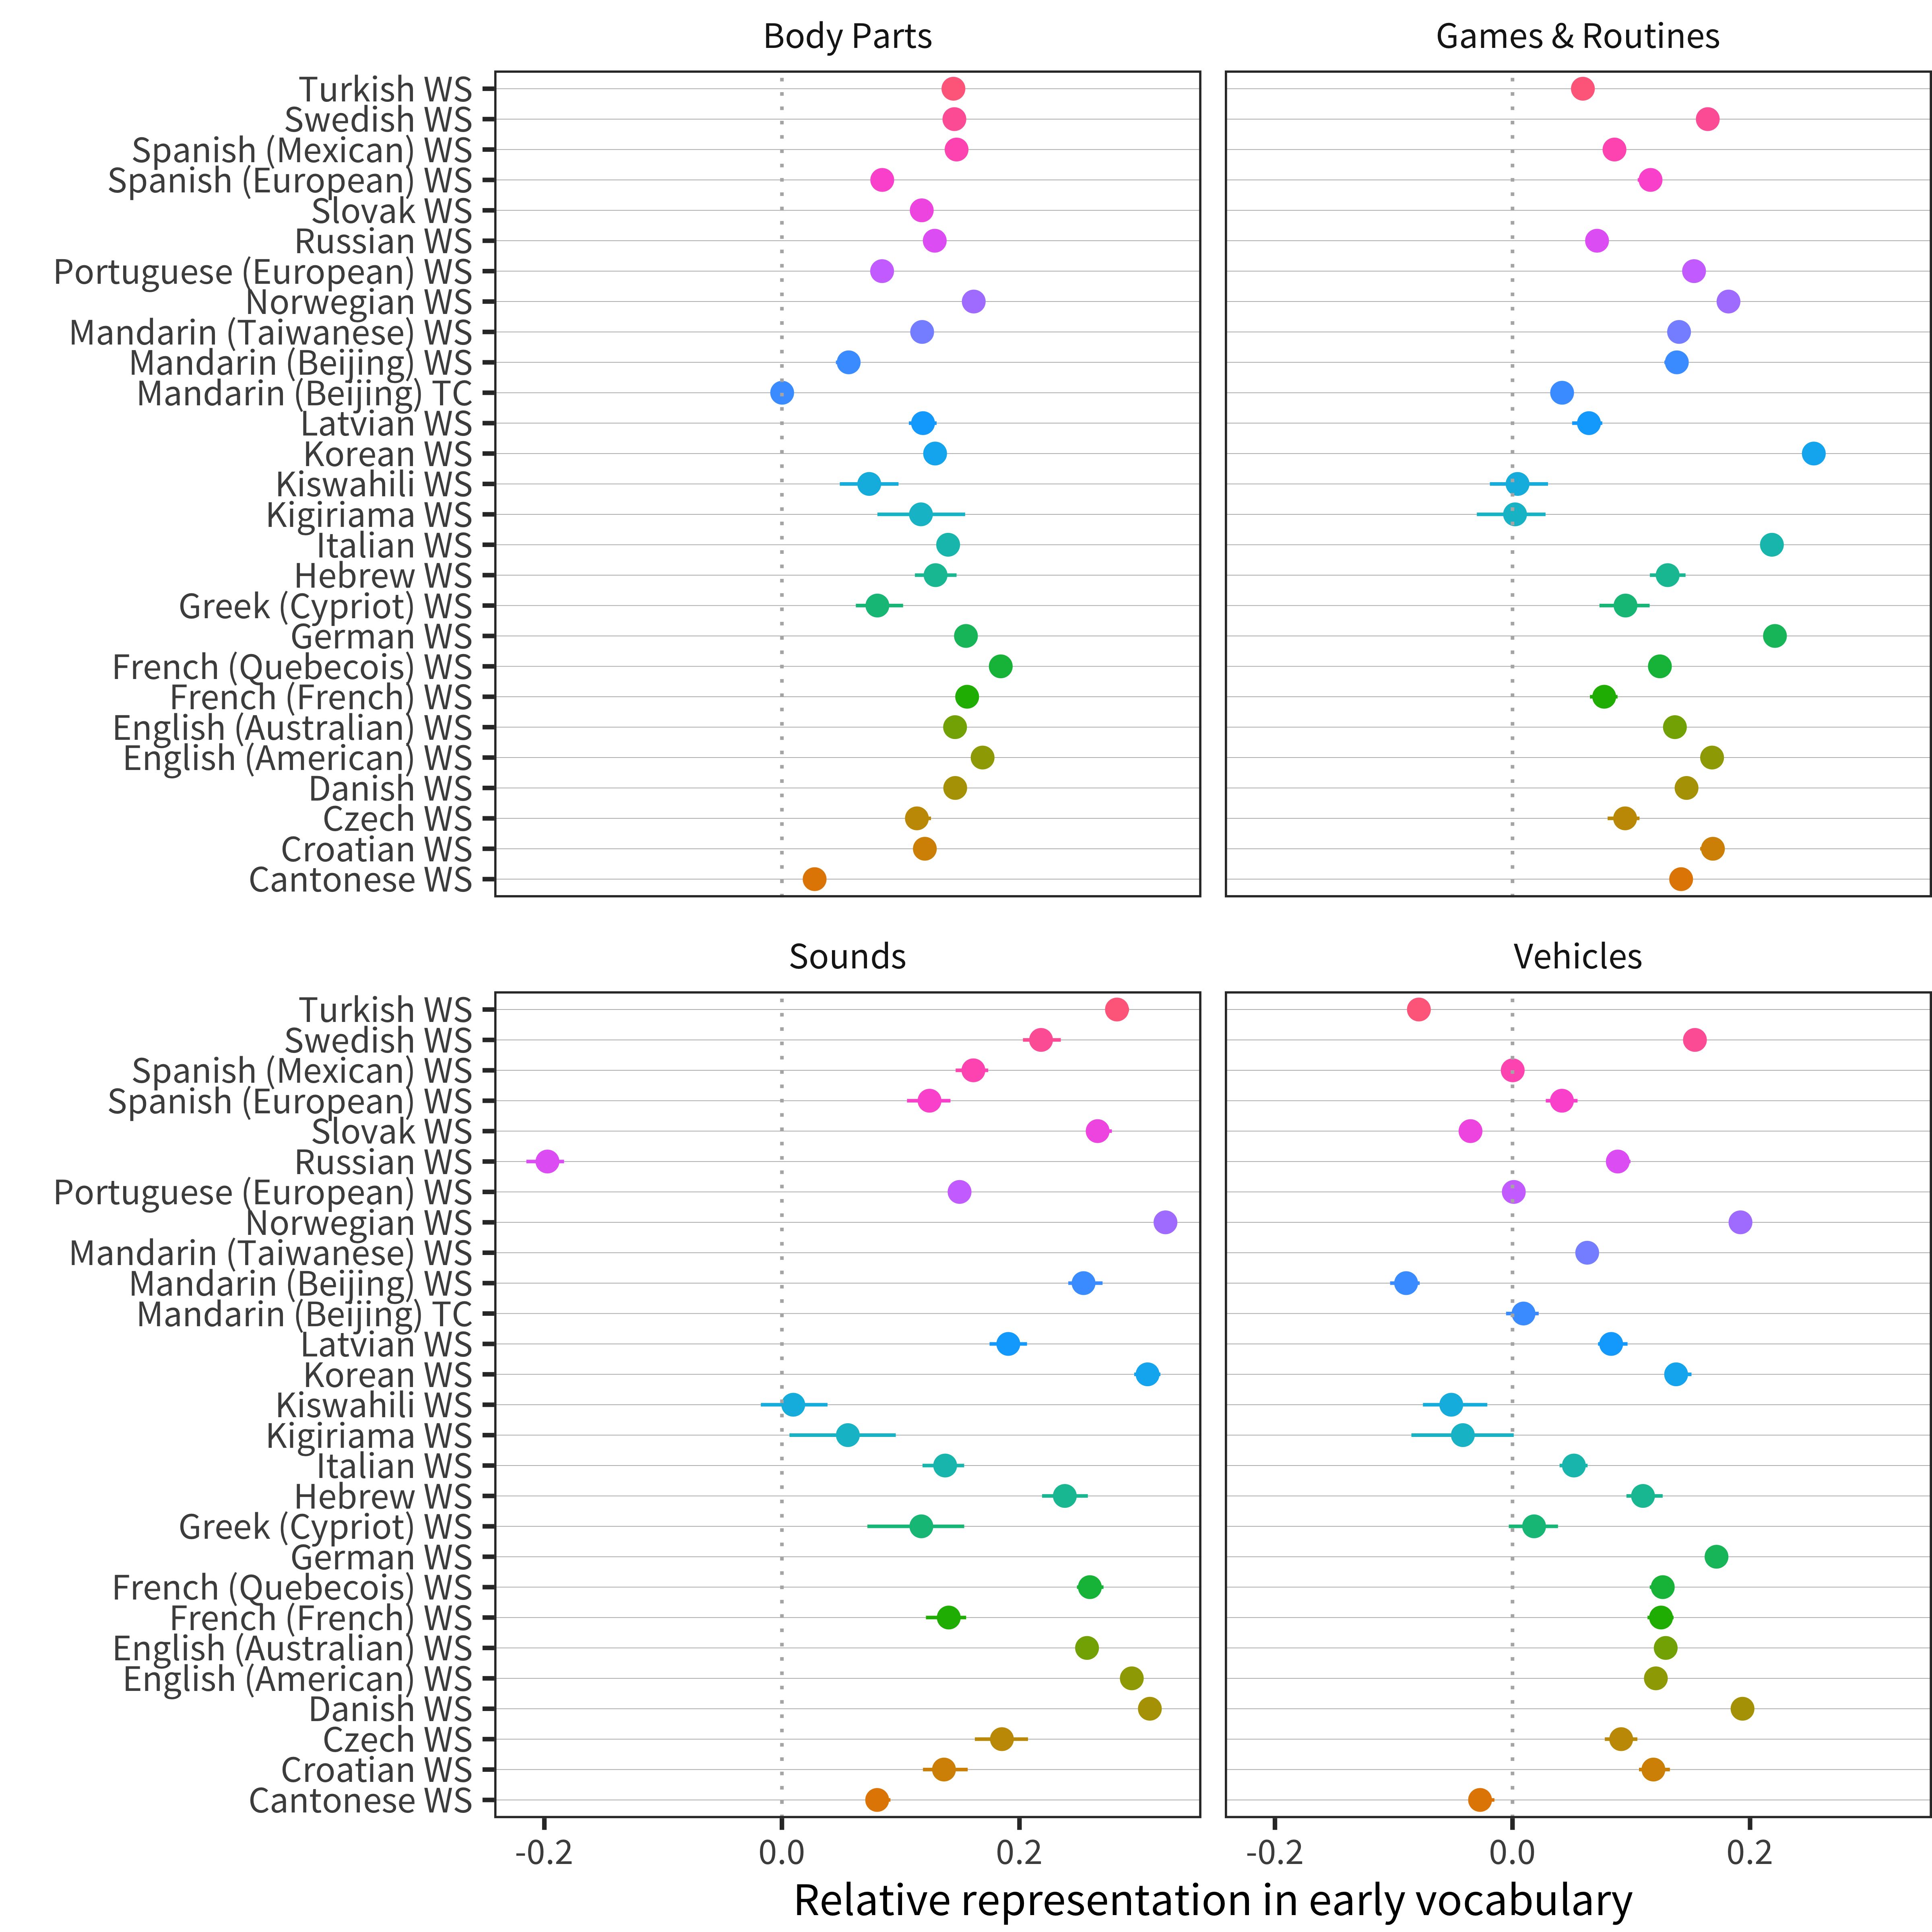 Body Parts
Games & Routines
Turkish WS
Swedish WS
Spanish (Mexican) WS
Spanish (European) WS
Slovak WS
Russian WS
Portuguese (European) WS
Norwegian WS
Mandarin (Taiwanese) WS
Mandarin (Beijing) WS
Mandarin (Beijing) TC
Latvian WS
Korean WS
Kiswahili WS
Kigiriama WS
Italian WS
Hebrew WS
Greek (Cypriot) WS
German WS
French (Quebecois) WS
French (French) WS
English (Australian) WS
English (American) WS
Danish WS
Czech WS
Croatian WS
Cantonese WS
Sounds
Vehicles
Turkish WS
Swedish WS
Spanish (Mexican) WS
Spanish (European) WS
Slovak WS
Russian WS
Portuguese (European) WS
Norwegian WS
Mandarin (Taiwanese) WS
Mandarin (Beijing) WS
Mandarin (Beijing) TC
Latvian WS
Korean WS
Kiswahili WS
Kigiriama WS
Italian WS
Hebrew WS
Greek (Cypriot) WS
German WS
French (Quebecois) WS
French (French) WS
English (Australian) WS
English (American) WS
Danish WS
Czech WS
Croatian WS
Cantonese WS
-0.2 0.0 0.2 -0.2 0.0 0.2
Relative representation in early vocabulary